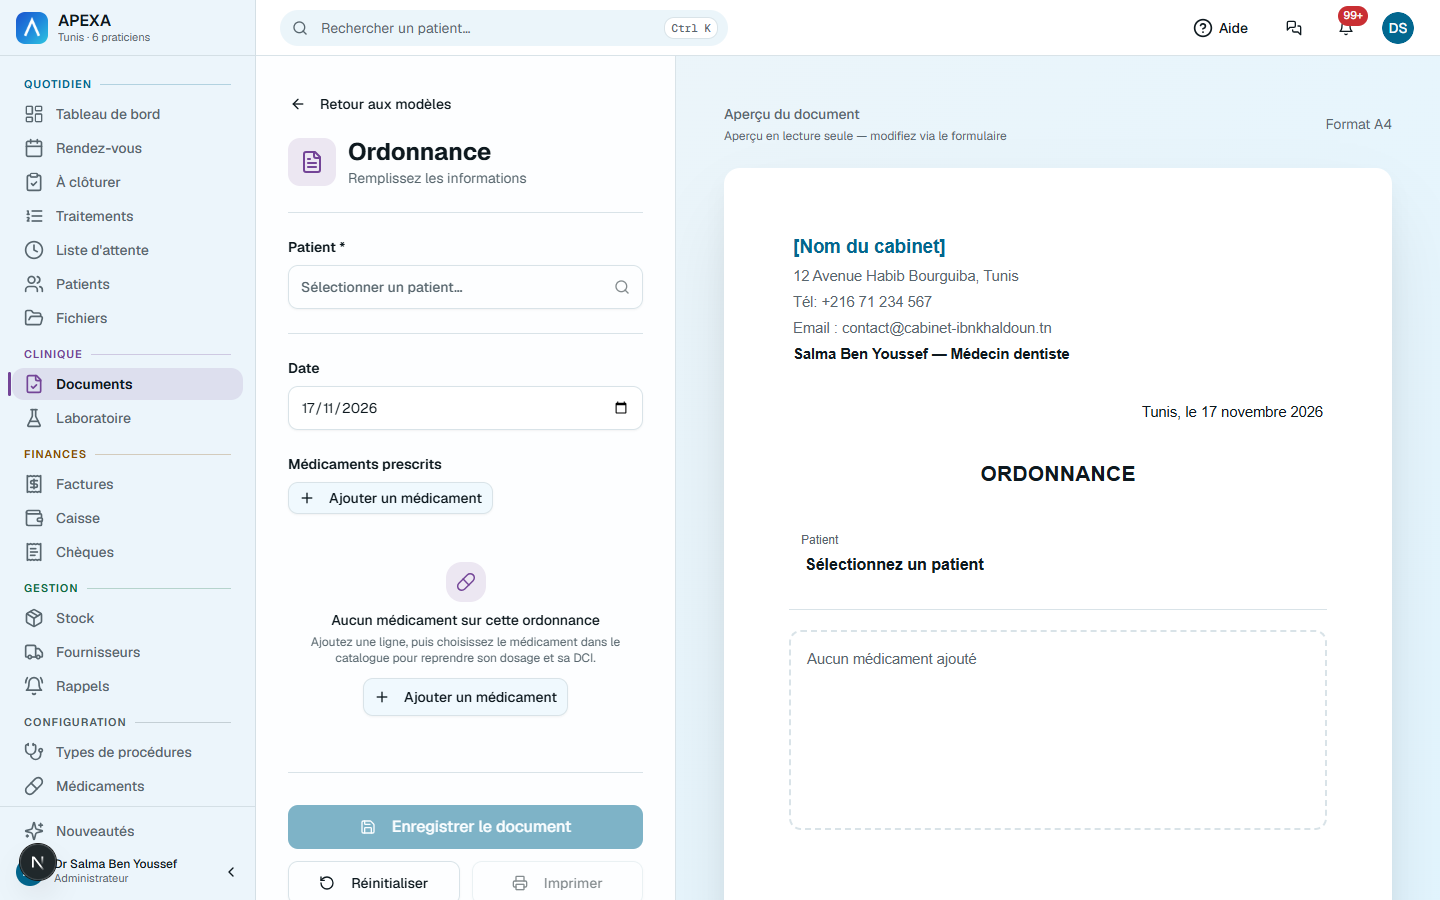 APEXA
Tunis · 6 praticiens
Rechercher un patient...
Ctrl K
Aide
99+
DS
QUOTIDIEN
Tableau de bord
Rendez-vous
À clôturer
Traitements
Liste d'attente
Patients
Fichiers
CLINIQUE
Documents
Laboratoire
FINANCES
Factures
Caisse
Chèques
GESTION
Stock
Fournisseurs
Rappels
CONFIGURATION
Types de procédures
Médicaments
Nouveautés
N
Dr Salma Ben Youssef
Administrateur
Retour aux modèles
Ordonnance
Remplissez les informations
Patient *
Sélectionner un patient...
Date
17/11/2026
Médicaments prescrits
Ajouter un médicament
Aucun médicament sur cette ordonnance
Ajoutez une ligne, puis choisissez le médicament dans le
catalogue pour reprendre son dosage et sa DCI.
Ajouter un médicament
Enregistrer le document
Réinitialiser
Imprimer
Aperçu du document
Aperçu en lecture seule — modifiez via le formulaire
Format A4
[Nom du cabinet]
12 Avenue Habib Bourguiba, Tunis
Tél: +216 71 234 567
Email : contact@cabinet-ibnkhaldoun.tn
Salma Ben Youssef — Médecin dentiste
Tunis, le 17 novembre 2026
ORDONNANCE
Patient
Sélectionnez un patient
Aucun médicament ajouté